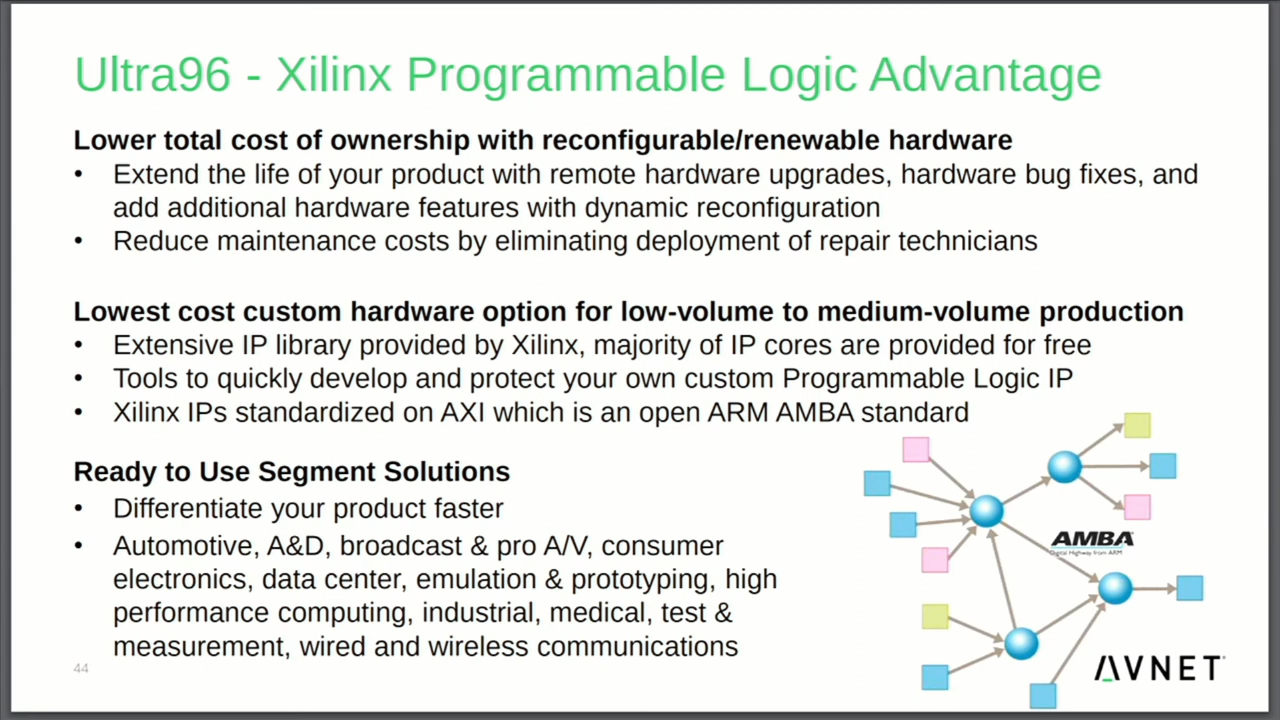 Ultra96 - Xilinx Programmable Logic Advantage
Lower total cost of ownership with reconfigurable/renewable hardware
• Extend the life of your product with remote hardware upgrades, hardware bug fixes, and
add additional hardware features with dynamic reconfiguration
• Reduce maintenance costs by eliminating deployment of repair technicians
Lowest cost custom hardware option for low-volume to medium-volume production
• Extensive IP library provided by Xilinx, majority of IP cores are provided for free
• Tools to quickly develop and protect your own custom Programmable Logic IP
• Xilinx IPs standardized on AXI which is an open ARM AMBA standard
Ready to Use Segment Solutions
• Differentiate your product faster
• Automotive, A&D, broadcast & pro A/V, consumer
electronics, data center, emulation & prototyping, high
performance computing, industrial, medical, test &
measurement, wired and wireless communications
AMBA
Digital Highway from ARM
44
AVNET